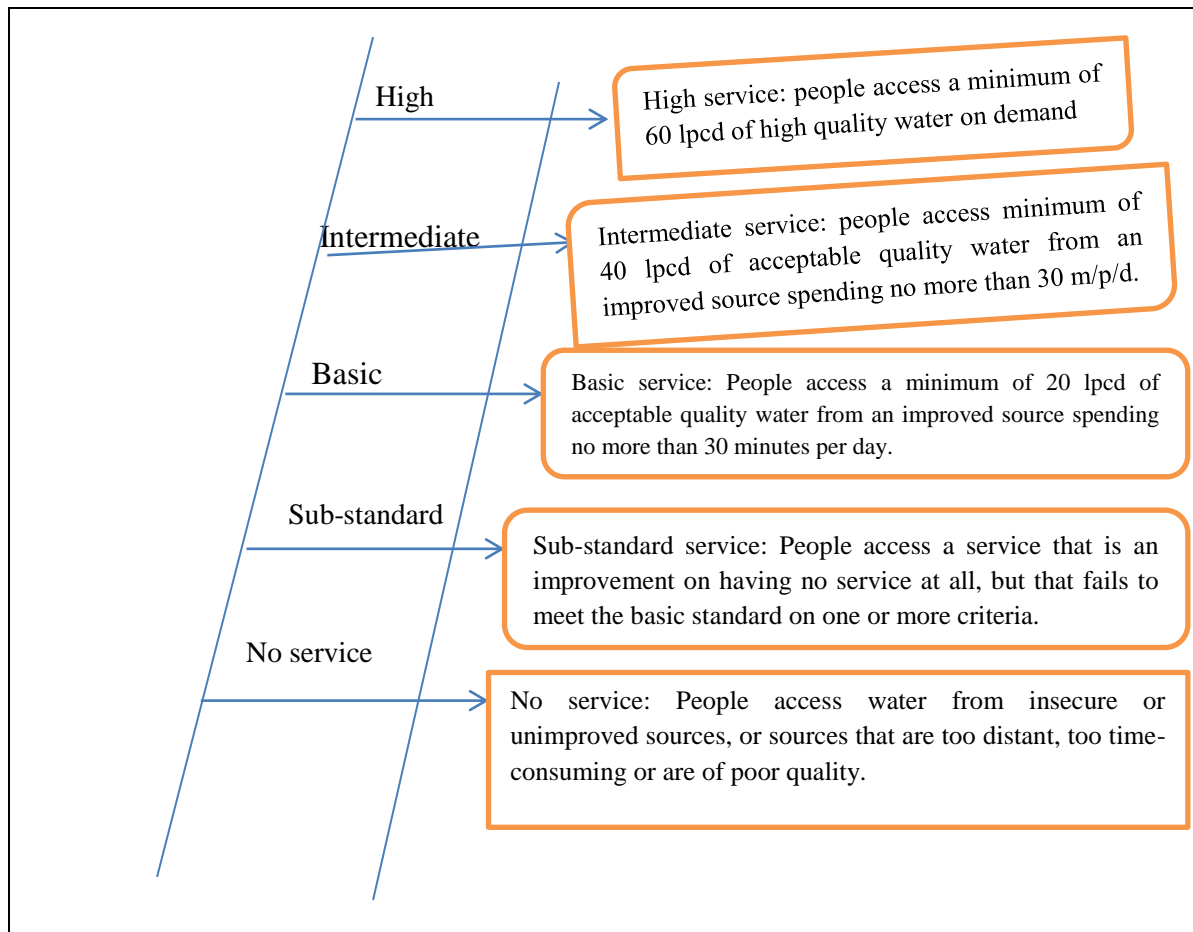 High
High service: people access a minimum of
60 lpcd of high quality water on demand
Intermediate
Intermediate service: people access minimum of
40 lpcd of acceptable quality water from an
improved source spending no more than 30 m/p/d.
Basic
Basic service: People access a minimum of 20 lpcd of
acceptable quality water from an improved source spending
no more than 30 minutes per day.
Sub-standard
Sub-standard service: People access a service that is an
improvement on having no service at all, but that fails to
meet the basic standard on one or more criteria.
No service
No service: People access water from insecure or
unimproved sources, or sources that are too distant, too time-
consuming or are of poor quality.